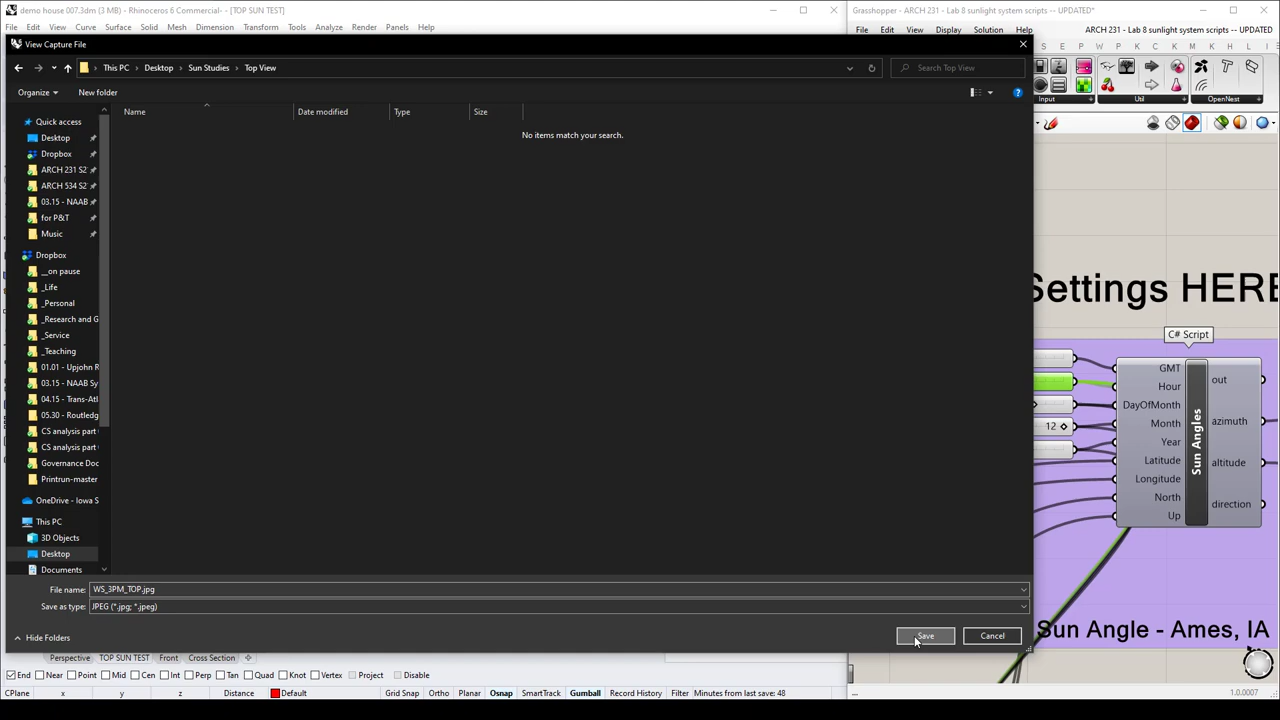 demo house 007.3dm (3 MB) - Rhinoceros 6 Commercial - [TOP SUN TEST]
Grasshopper - ARCH 231 - Lab 8 sunlight system scripts -- UPDATED*
File Edit View Curve Surface Solid Mesh Dimension Transform Tools Analyze Render Panels Help
File Edit View Display Solution Help ARCH 231 - Lab 8 sunlight system scripts -- UPDATED*
View Capture File
This PC Desktop Sun Studies Top View
Search Top View
Organize New folder
Input Util OpenNest
Name Date modified Type Size
No items match your search.
Quick access
Desktop
Dropbox
ARCH 231 S2
ARCH 534 S2
03.15 - NAAB
for P&T
Music
Dropbox
__on pause
_Life
_Personal
_Research and G
_Service
_Teaching
01.01 - Upjohn R
03.15 - NAAB Sy
04.15 - Trans-Atl
05.30 - Routledg
CS analysis part
CS analysis part
Governance Doc
Printrun-master
OneDrive - Iowa S
This PC
3D Objects
Desktop
Documents
Settings HERE
C# Script
GMT
Hour
DayOfMonth
Month
Year
Latitude
Longitude
North
Up
12
Sun Angles
out
azimuth
altitude
direction
File name: WS_3PM_TOP.jpg
Save as type: JPEG (*.jpg; *.jpeg)
Hide Folders Save Cancel
Sun Angle - Ames, IA
Perspective TOP SUN TEST Front Cross Section
End Near Point Mid Cen Int Perp Tan Quad Knot Vertex Project Disable
CPlane x y z Distance Default Grid Snap Ortho Planar Osnap SmartTrack Gumball Record History Filter Minutes from last save: 48
1.0.0007